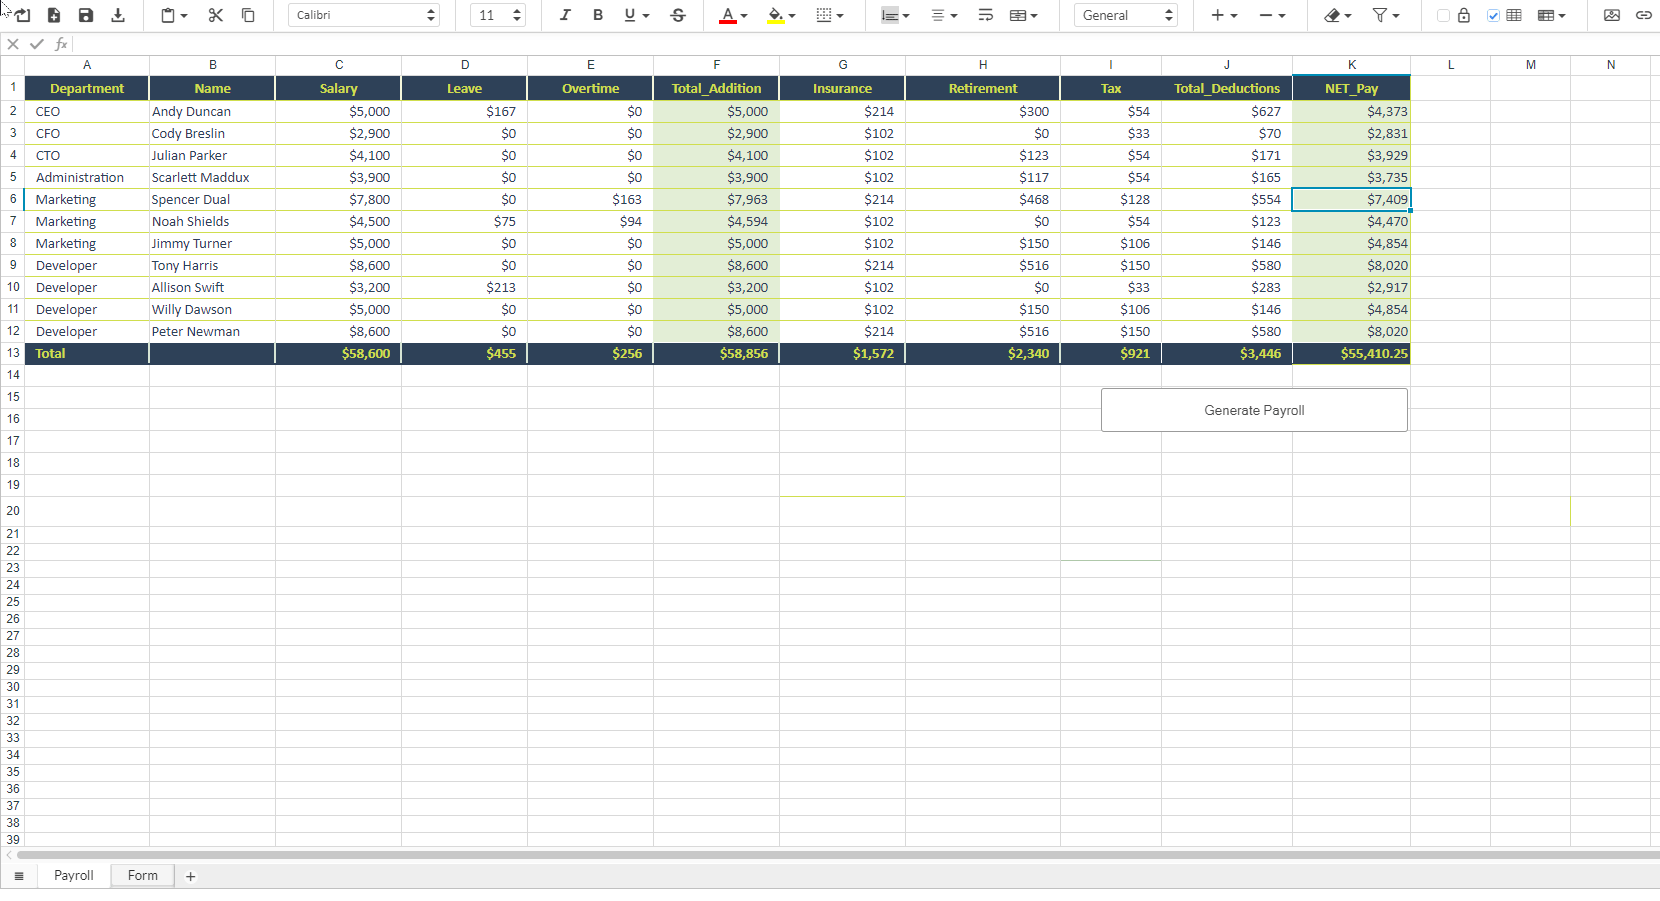 Calibri 11 I B U S A General
fx
A B C D E F G H I J K L M N
1 Department Name Salary Leave Overtime Total_Addition Insurance Retirement Tax Total_Deductions NET_Pay
2 CEO Andy Duncan $5,000 $167 $0 $5,000 $214 $300 $54 $627 $4,373
3 CFO Cody Breslin $2,900 $0 $0 $2,900 $102 $0 $33 $70 $2,831
4 CTO Julian Parker $4,100 $0 $0 $4,100 $102 $123 $54 $171 $3,929
5 Administration Scarlett Maddux $3,900 $0 $0 $3,900 $102 $117 $54 $165 $3,735
6 Marketing Spencer Dual $7,800 $0 $163 $7,963 $214 $468 $128 $554 $7,409
7 Marketing Noah Shields $4,500 $75 $94 $4,594 $102 $0 $54 $123 $4,470
8 Marketing Jimmy Turner $5,000 $0 $0 $5,000 $102 $150 $106 $146 $4,854
9 Developer Tony Harris $8,600 $0 $0 $8,600 $214 $516 $150 $580 $8,020
10 Developer Allison Swift $3,200 $213 $0 $3,200 $102 $0 $33 $283 $2,917
11 Developer Willy Dawson $5,000 $0 $0 $5,000 $102 $150 $106 $146 $4,854
12 Developer Peter Newman $8,600 $0 $0 $8,600 $214 $516 $150 $580 $8,020
13 Total $58,600 $455 $256 $58,856 $1,572 $2,340 $921 $3,446 $55,410.25
14
15
Generate Payroll
16
17
18
19
20
21
22
23
24
25
26
27
28
29
30
31
32
33
34
35
36
37
38
39
Payroll Form +